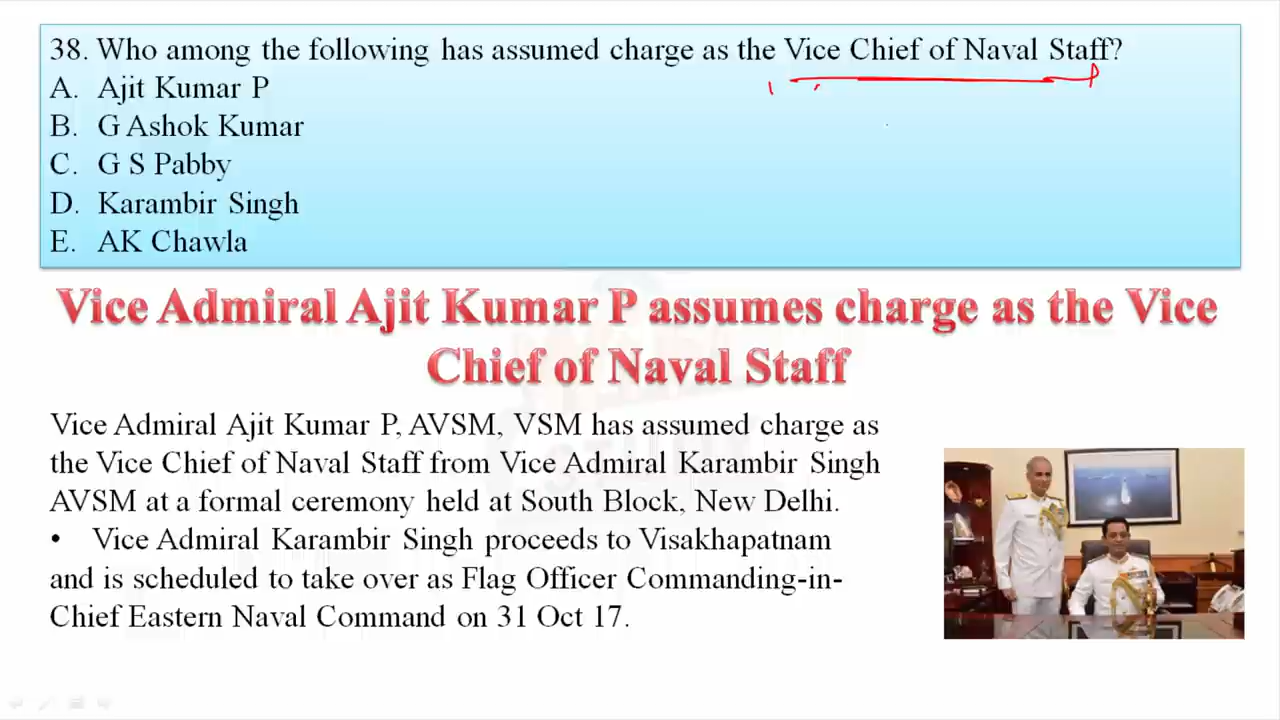 38. Who among the following has assumed charge as the Vice Chief of Naval Staff?
A. Ajit Kumar P
B. G Ashok Kumar
C. G S Pabby
D. Karambir Singh
E. AK Chawla
Vice Admiral Ajit Kumar P assumes charge as the Vice
Chief of Naval Staff
Vice Admiral Ajit Kumar P, AVSM, VSM has assumed charge as
the Vice Chief of Naval Staff from Vice Admiral Karambir Singh
AVSM at a formal ceremony held at South Block, New Delhi.
• Vice Admiral Karambir Singh proceeds to Visakhapatnam
and is scheduled to take over as Flag Officer Commanding-in-
Chief Eastern Naval Command on 31 Oct 17.